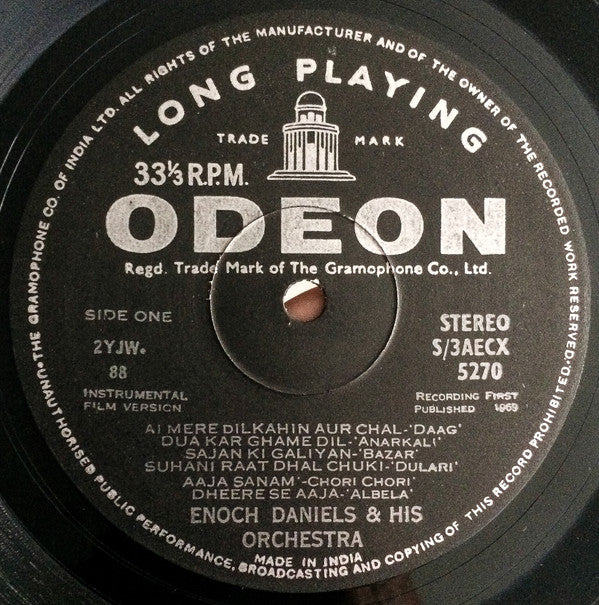 THE GRAMOPHONE CO. OF INDIA LTD. ALL RIGHTS OF THE MANUFACTURER AND OF THE OWNER OF THE RECORDED WORK RESERVED.
LONG PLAYING
TRADE MARK
33⅓ R.P.M.
ODEON
Regd. Trade Mark of The Gramophone Co., Ltd.
SIDE ONE
2YJW.
88
STEREO
S/3AECX
5270
INSTRUMENTAL
FILM VERSION
RECORDING FIRST
PUBLISHED 1969
AI MERE DILKAHIN AUR CHAL-'DAAG'
DUA KAR GHAME DIL-'ANARKALI'
SAJAN KI GALIYAN-'BAZAR'
SUHANI RAAT DHAL CHUKI-'DULARI'
AAJA SANAM'-CHORI CHORI'
DHEERE SE AAJA-'ALBELA'
ENOCH DANIELS & HIS
ORCHESTRA
MADE IN INDIA
UNAUTHORISED PUBLIC PERFORMANCE, BROADCASTING AND COPYING OF THIS RECORD PROHIBITED.